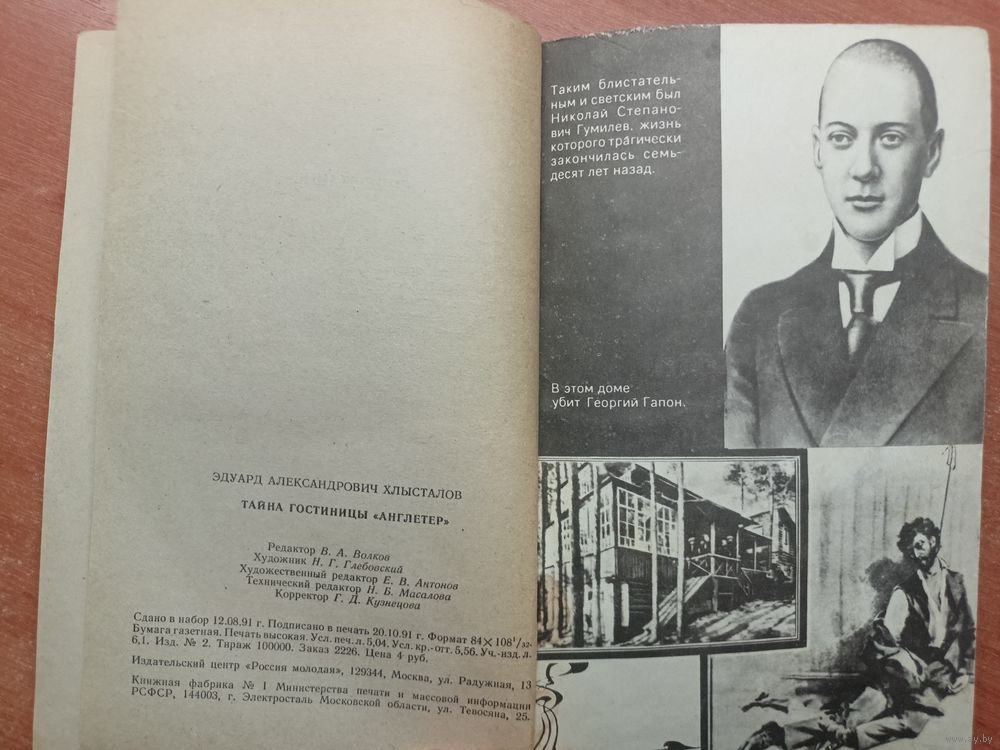 ЭДУАРД АЛЕКСАНДРОВИЧ ХЛЫСТАЛОВ
ТАЙНА ГОСТИНИЦЫ «АНГЛЕТЕР»
Редактор В. А. Волков
Художник Н. Г. Глебовский
Художественный редактор Е. В. Антонов
Технический редактор Н. Б. Масалова
Корректор Г. Д. Кузнецова
Сдано в набор 12.08.91 г. Подписано в печать 20.10.91 г. Формат 84×108¹/32.
Бумага газетная. Печать высокая. Усл. печ. л. 5,04. Усл. кр.-отт. 5,56. Уч.-изд. л.
6,1. Изд. № 2. Тираж 100000. Заказ 2226. Цена 4 руб.
Издательский центр «Россия молодая», 129344, Москва, ул. Радужная, 13
Книжная фабрика № 1 Министерства печати и массовой информации
РСФСР, 144003, г. Электросталь Московской области, ул. Тевосяна, 25.
Таким блистатель-
ным и светским был
Николай Степано-
вич Гумилев, жизнь
которого трагически
закончилась семь-
десят лет назад.
В этом доме
убит Георгий Гапон.
www.ay.by